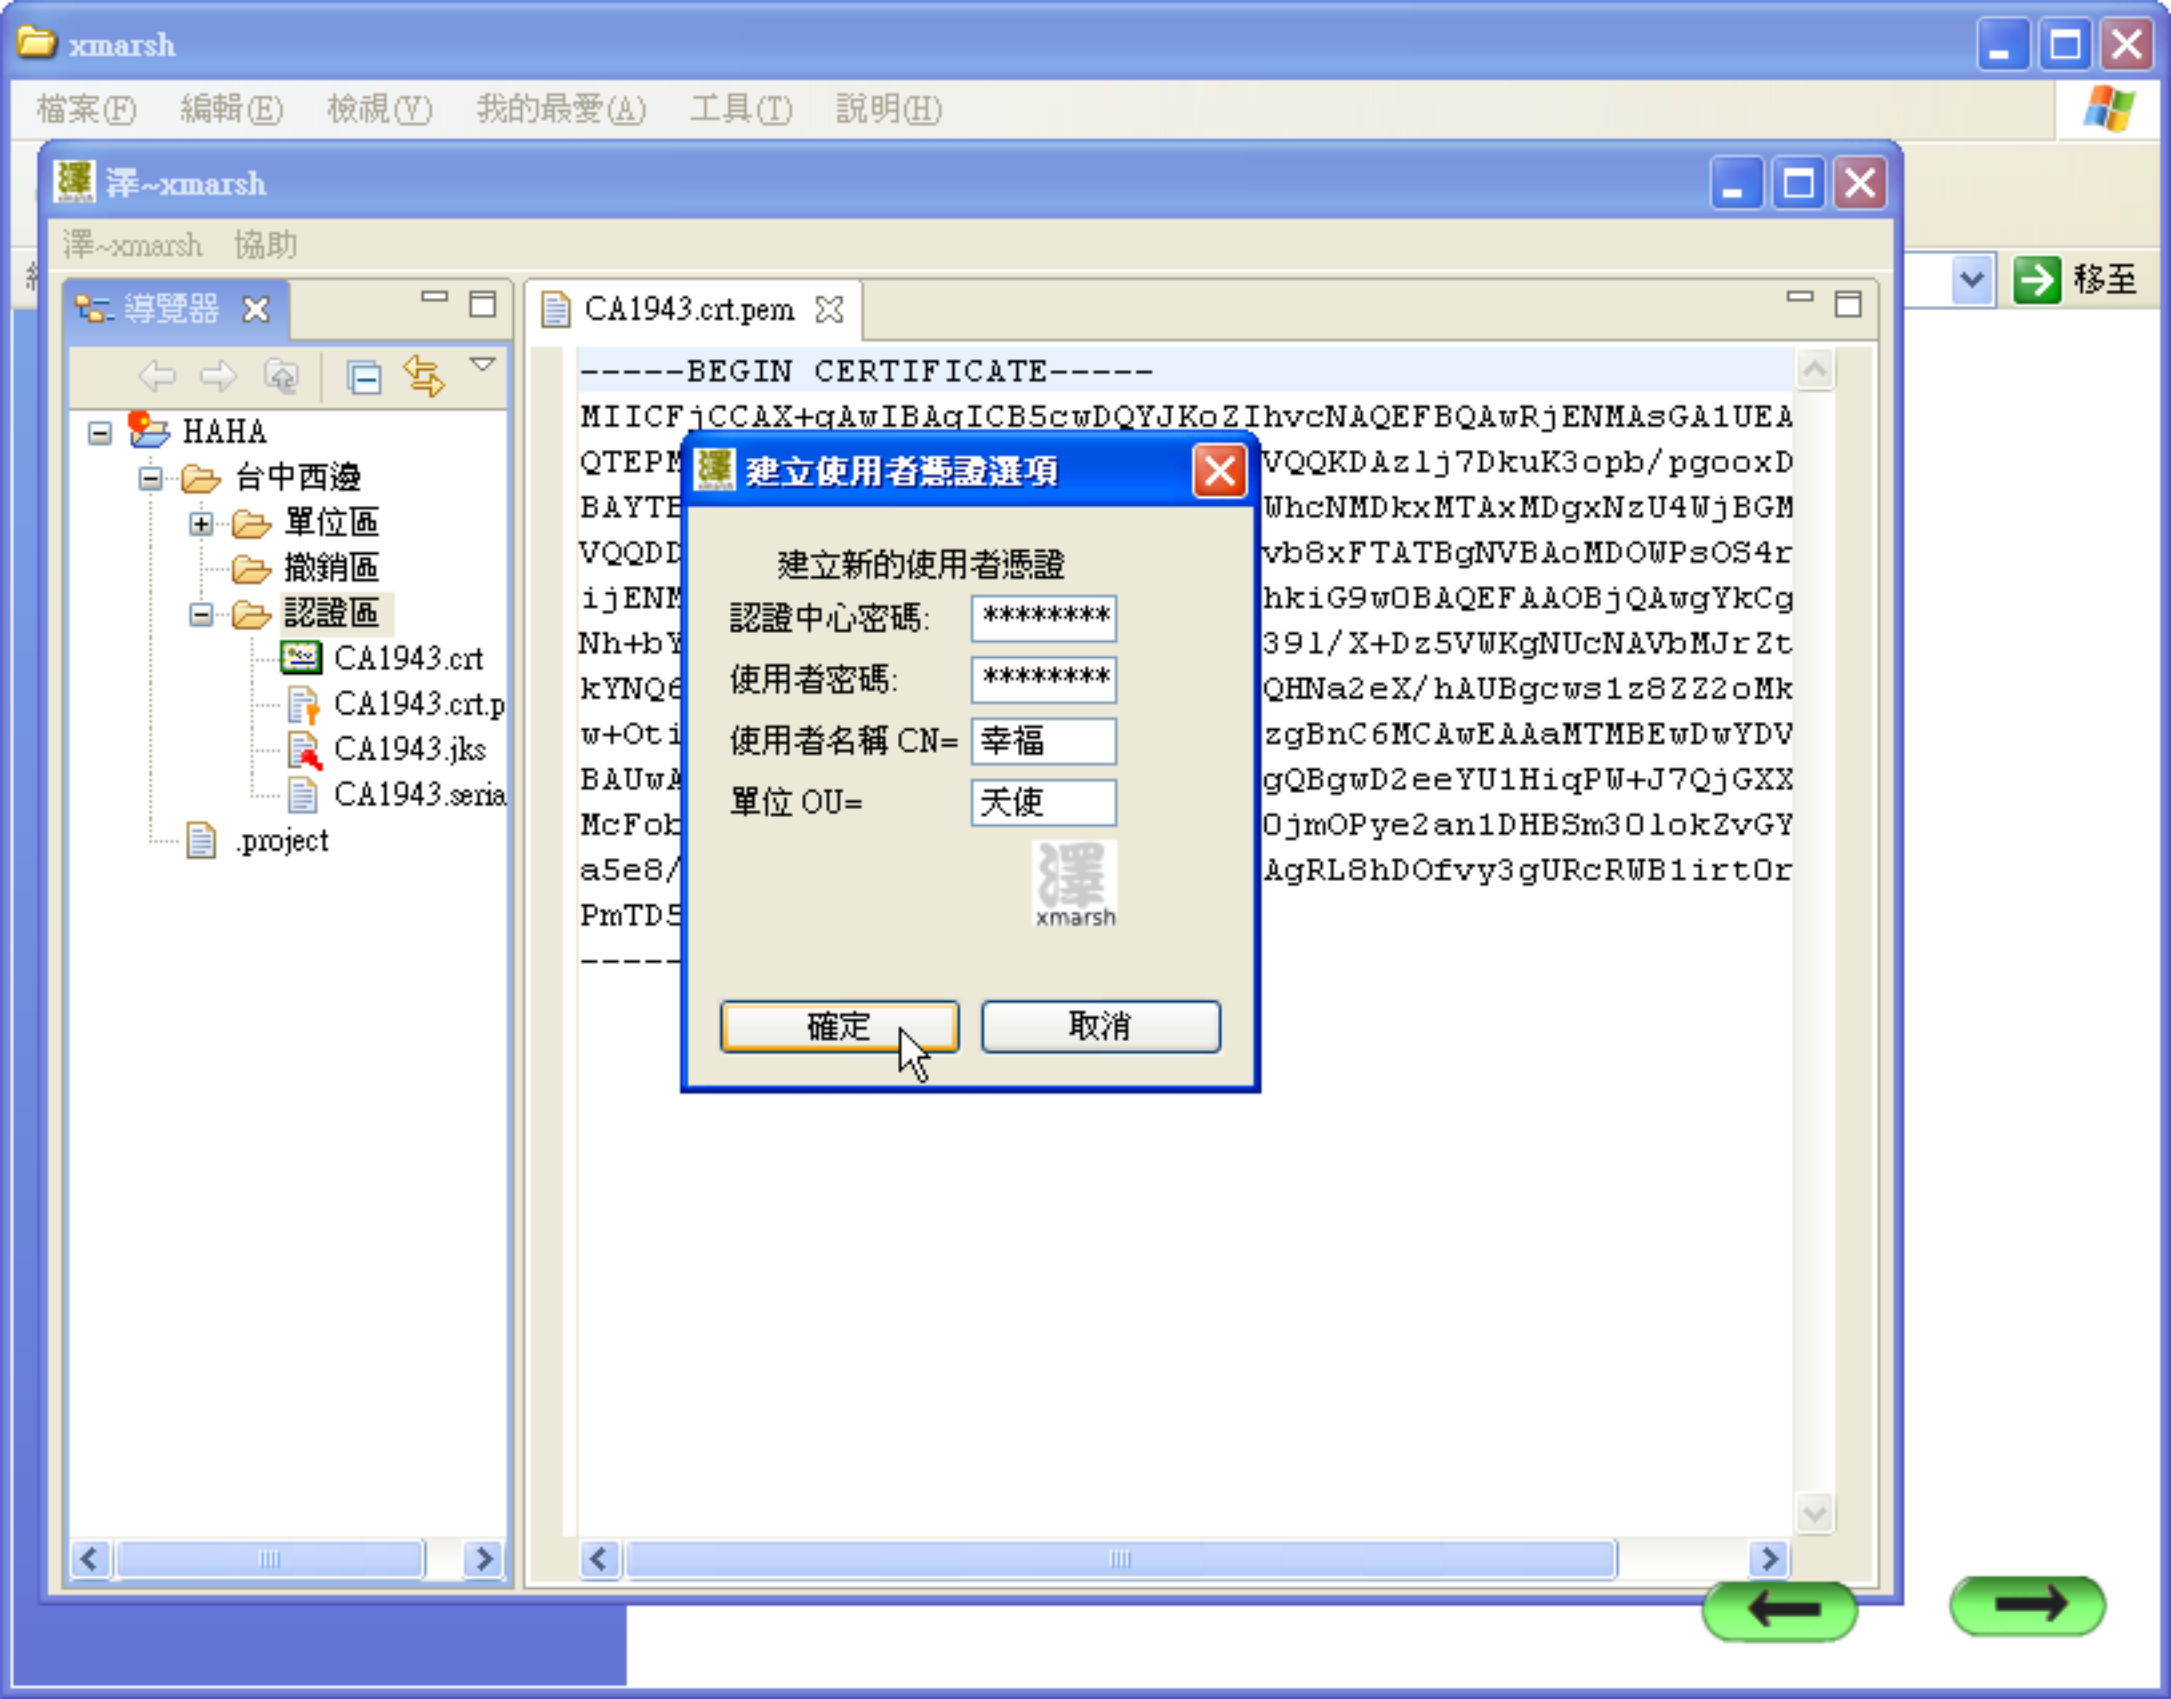 xmarsh
檔案(F) 編輯(E) 檢視(V) 我的最愛(A) 工具(T) 說明(H)
澤~xmarsh
澤~xmarsh 協助
移至
導覽器
CA1943.crt.pem
HAHA
台中西邊
單位區
撤銷區
認證區
CA1943.crt
CA1943.crt.p
CA1943.jks
CA1943.seria
.project
-----BEGIN CERTIFICATE-----
MIICFjCCAX+gAwIBAgICB5cwDQYJKoZIhvcNAQEFBQAwRjENMAsGA1UEA
QTEPM VQQKDAzlj7DkuK3opb/pgooxD
BAYTE WhcNMDkxMTAxMDgxNzU4WjBGM
VQQDD vb8xFTATBgNVBAoMDOWPsOS4r
ijENM hkiG9w0BAQEFAAOBjQAwgYkCg
Nh+bY 39l/X+Dz5VWKgNUcNAVbMJrZt
kYNQ6 QHNa2eX/hAUBgcws1z8ZZ2oMk
w+Oti zgBnC6MCAwEAAaMTMBEwDwYDV
BAUwA gQBgwD2eeYU1HiqPW+J7QjGXX
McFob OjmOPye2an1DHBSm3OlokZvGY
a5e8/ AgRL8hDOfvy3gURcRWB1irtOr
PmTD5
-----
建立使用者憑證選項
建立新的使用者憑證
認證中心密碼: ********
使用者密碼: ********
使用者名稱 CN= 幸福
單位 OU= 天使
澤
xmarsh
確定 取消